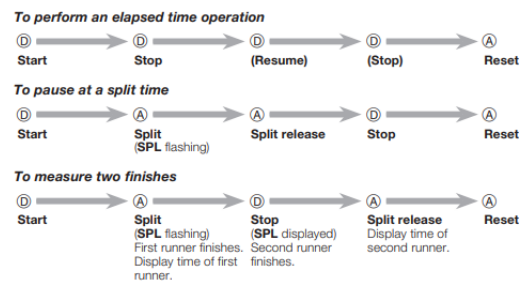 To perform an elapsed time operation
D D D D A
Start Stop (Resume) (Stop) Reset
To pause at a split time
D A A D A
Start Split Split release Stop Reset
(SPL flashing)
To measure two finishes
D A D A A
Start Split Stop Split release Reset
(SPL flashing) (SPL displayed) Display time of
First runner finishes. Second runner second runner.
Display time of first finishes.
runner.